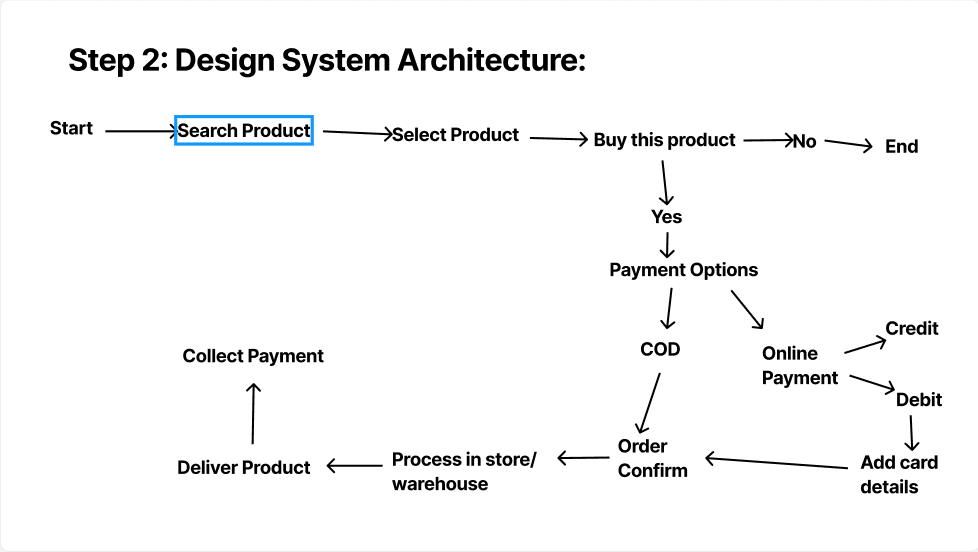 Step 2: Design System Architecture:
Start
Search Product
Select Product
Buy this product
No
End
Yes
Payment Options
COD
Online
Payment
Credit
Debit
Add card
details
Order
Confirm
Process in store/
warehouse
Deliver Product
Collect Payment